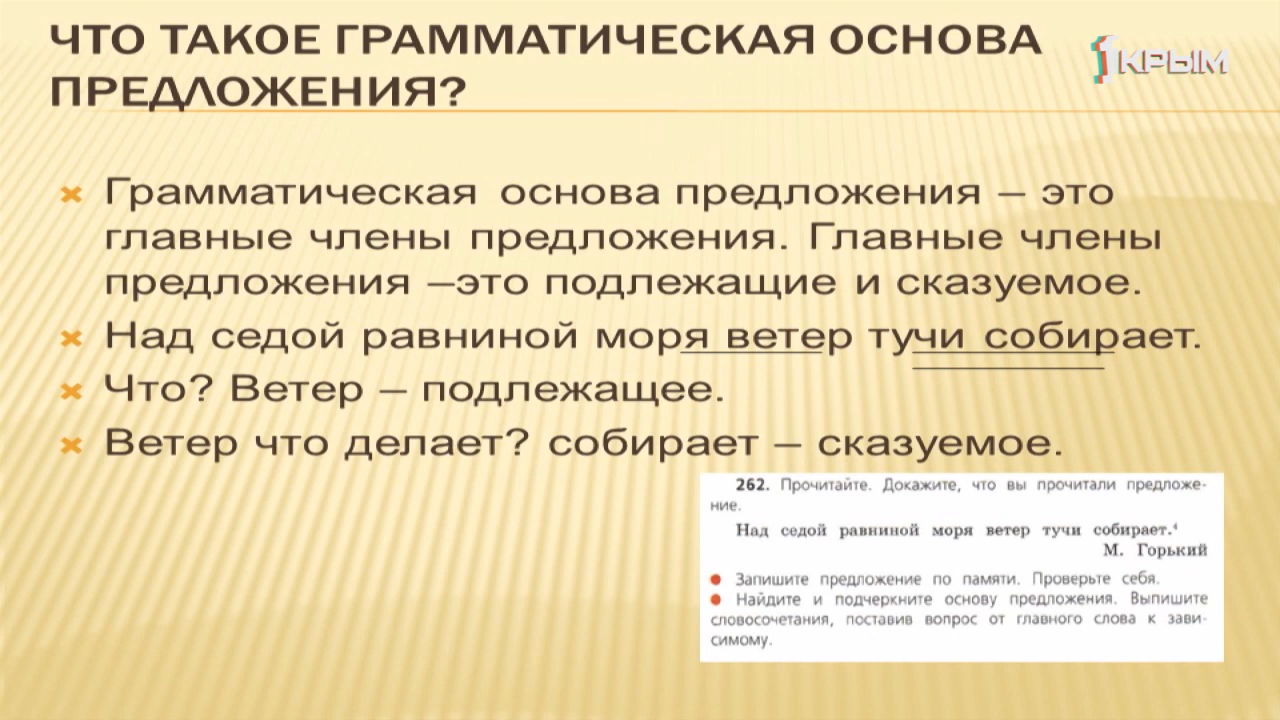 ЧТО ТАКОЕ ГРАММАТИЧЕСКАЯ ОСНОВА
ПРЕДЛОЖЕНИЯ?
1 КРЫМ
Грамматическая основа предложения – это
главные члены предложения. Главные члены
предложения –это подлежащие и сказуемое.
Над седой равниной моря ветер тучи собирает.
Что? Ветер – подлежащее.
Ветер что делает? собирает – сказуемое.
262. Прочитайте. Докажите, что вы прочитали предложе-
ние.
Над седой равниной моря ветер тучи собирает.⁴
М. Горький
Запишите предложение по памяти. Проверьте себя.
Найдите и подчеркните основу предложения. Выпишите
словосочетания, поставив вопрос от главного слова к зави-
симому.